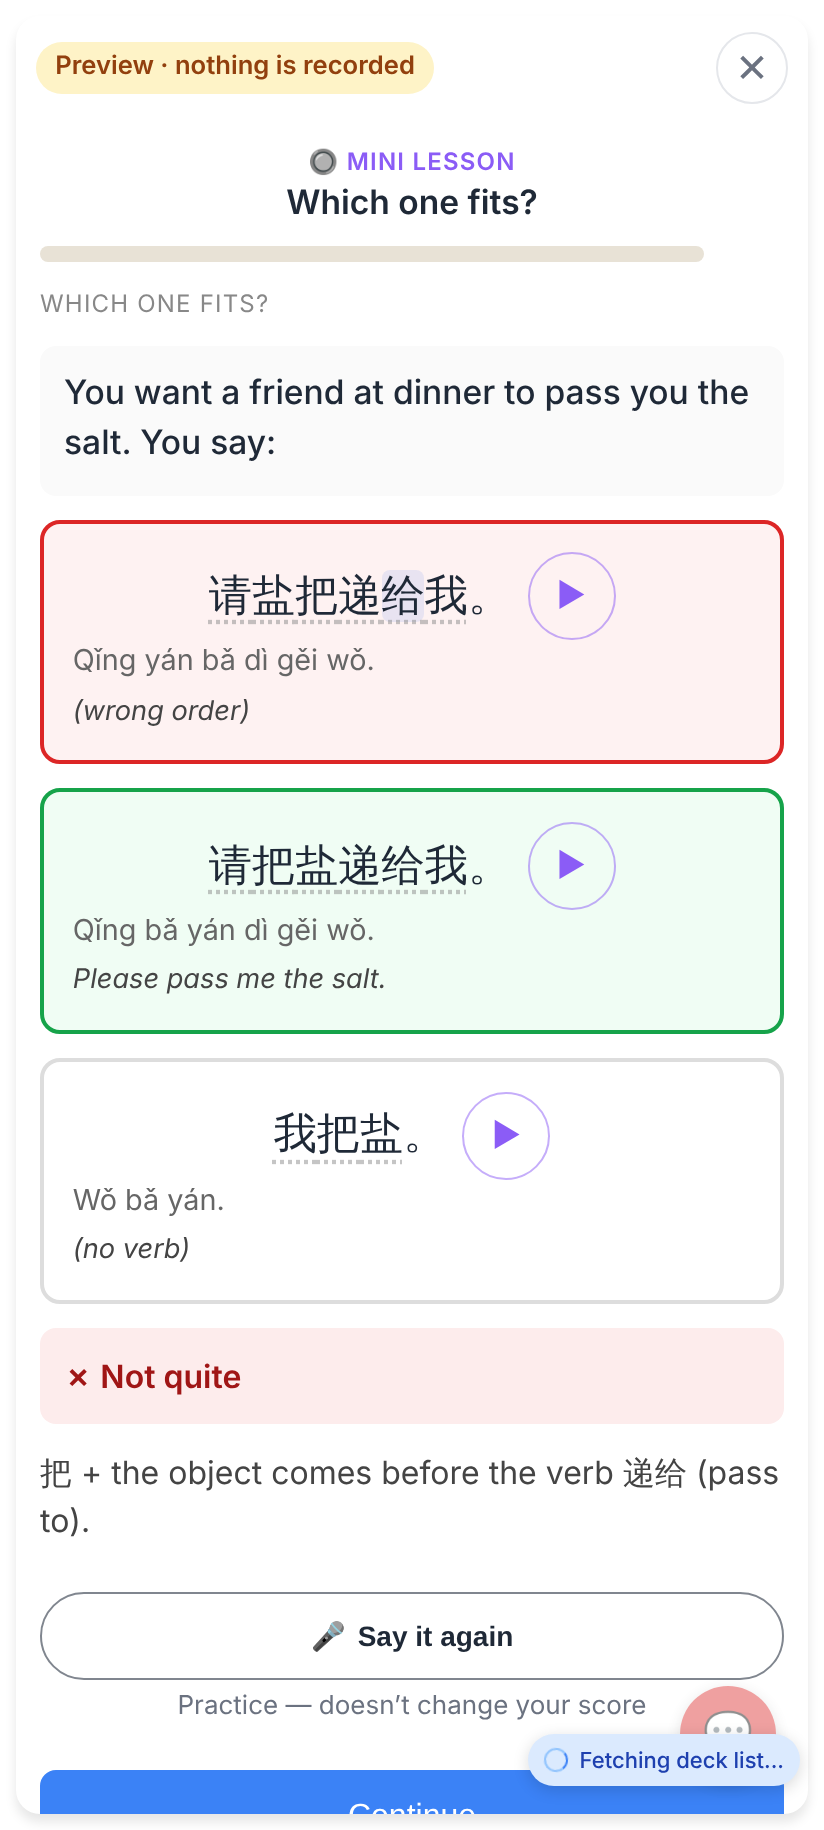 Preview · nothing is recorded
MINI LESSON
Which one fits?
WHICH ONE FITS?
You want a friend at dinner to pass you the
salt. You say:
请盐把递给我。
Qǐng yán bǎ dì gěi wǒ.
(wrong order)
请把盐递给我。
Qǐng bǎ yán dì gěi wǒ.
Please pass me the salt.
我把盐。
Wǒ bǎ yán.
(no verb)
× Not quite
把 + the object comes before the verb 递给 (pass
to).
Say it again
Practice — doesn’t change your score
Fetching deck list...
Continue